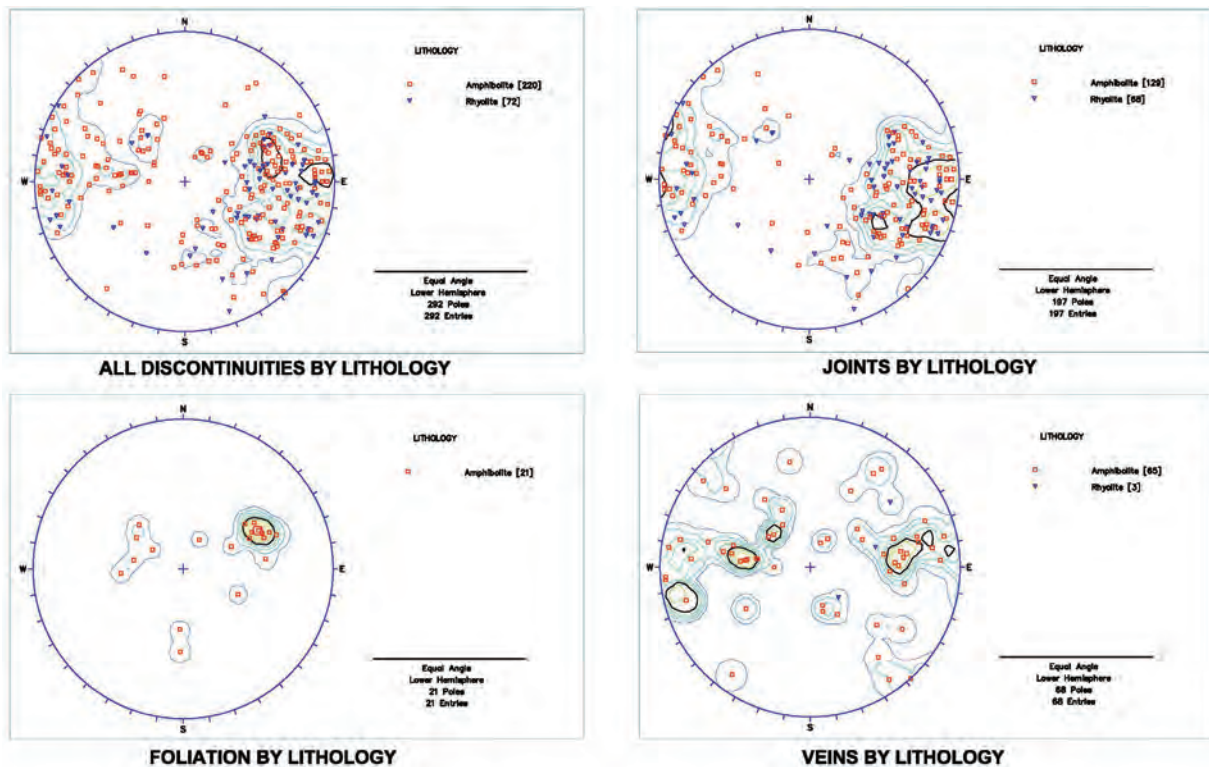 N
W
E
S
LITHOLOGY
Amphibolite [220]
Rhyolite [72]
Equal Angle
Lower Hemisphere
292 Poles
292 Entries
ALL DISCONTINUITIES BY LITHOLOGY
N
W
E
S
LITHOLOGY
Amphibolite [129]
Rhyolite [68]
Equal Angle
Lower Hemisphere
197 Poles
197 Entries
JOINTS BY LITHOLOGY
N
W
E
S
LITHOLOGY
Amphibolite [21]
Equal Angle
Lower Hemisphere
21 Poles
21 Entries
FOLIATION BY LITHOLOGY
N
W
E
S
LITHOLOGY
Amphibolite [65]
Rhyolite [3]
Equal Angle
Lower Hemisphere
68 Poles
68 Entries
VEINS BY LITHOLOGY